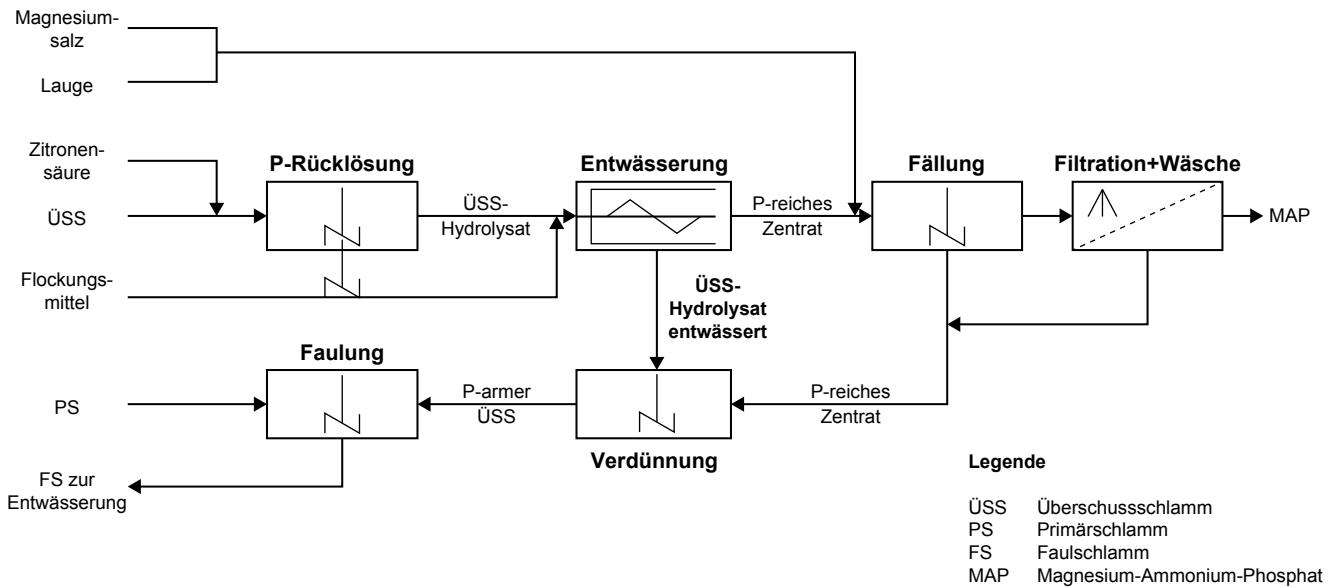 Magnesium-
salz
Lauge
Zitronen-
säure
P-Rücklösung
Entwässerung
Fällung
Filtration+Wäsche
ÜSS
ÜSS-
Hydrolysat
P-reiches
Zentrat
MAP
Flockungs-
mittel
ÜSS-
Hydrolysat
entwässert
Faulung
PS
P-armer
ÜSS
P-reiches
Zentrat
Verdünnung
FS zur
Entwässerung
Legende
ÜSS Überschussschlamm
PS Primärschlamm
FS Faulschlamm
MAP Magnesium-Ammonium-Phosphat